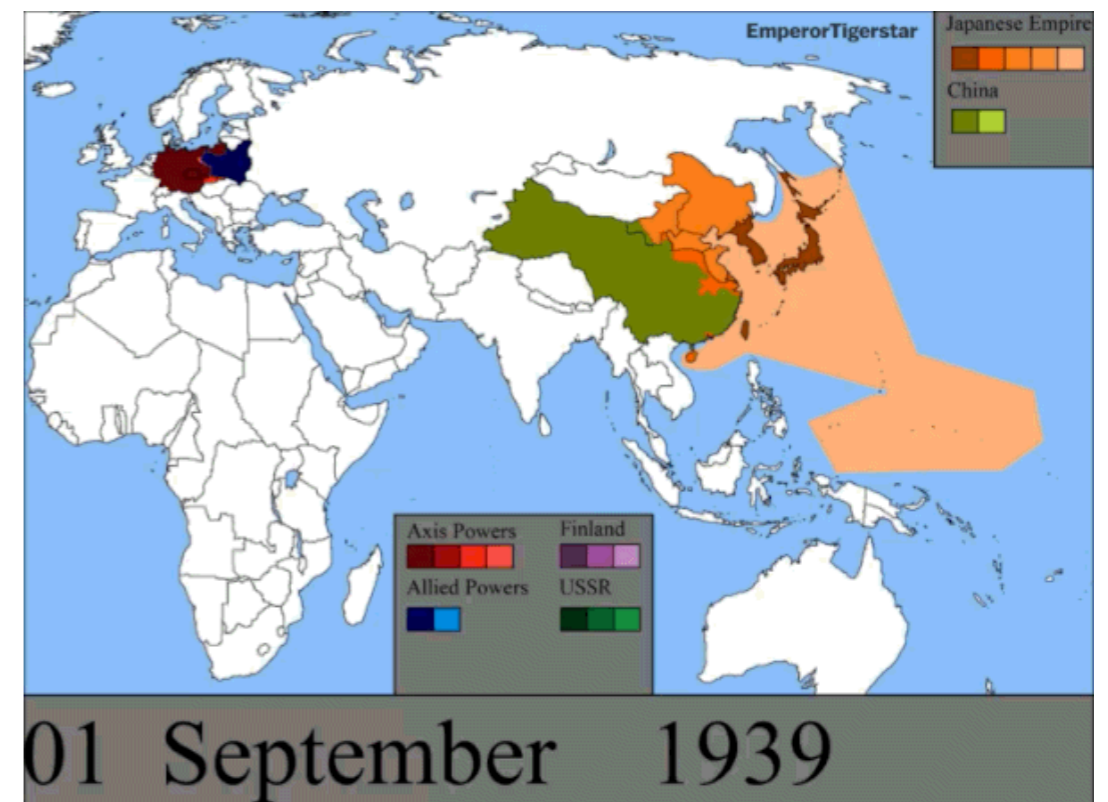 EmperorTigerstar
Japanese Empire
China
Axis Powers
Finland
Allied Powers
USSR
01 September 1939